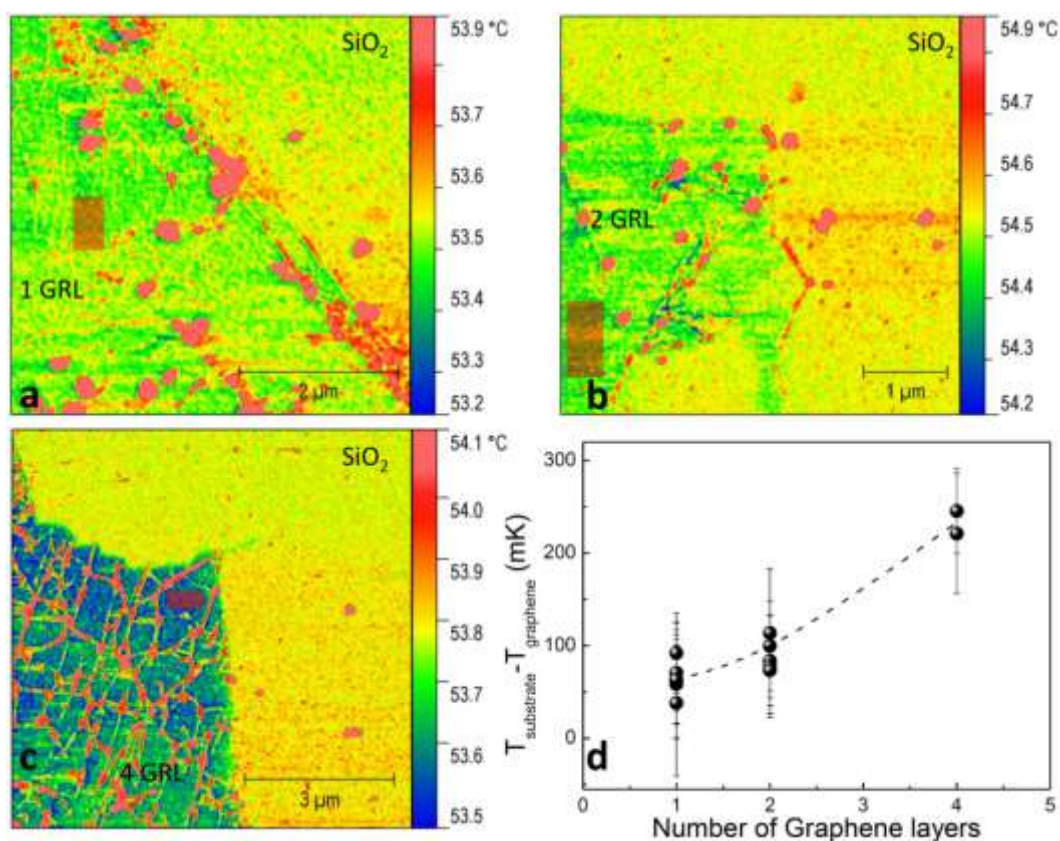 SiO2
53.9 °C
53.7
53.6
53.5
53.4
53.3
53.2
1 GRL
2 µm
a
SiO2
54.9 °C
54.7
54.6
54.5
54.4
54.3
54.2
2 GRL
1 µm
b
SiO2
54.1 °C
54.0
53.9
53.8
53.7
53.6
53.5
4 GRL
3 µm
c
300
200
100
0
Tsubstrate-Tgraphene (mK)
d
0 1 2 3 4 5
Number of Graphene layers